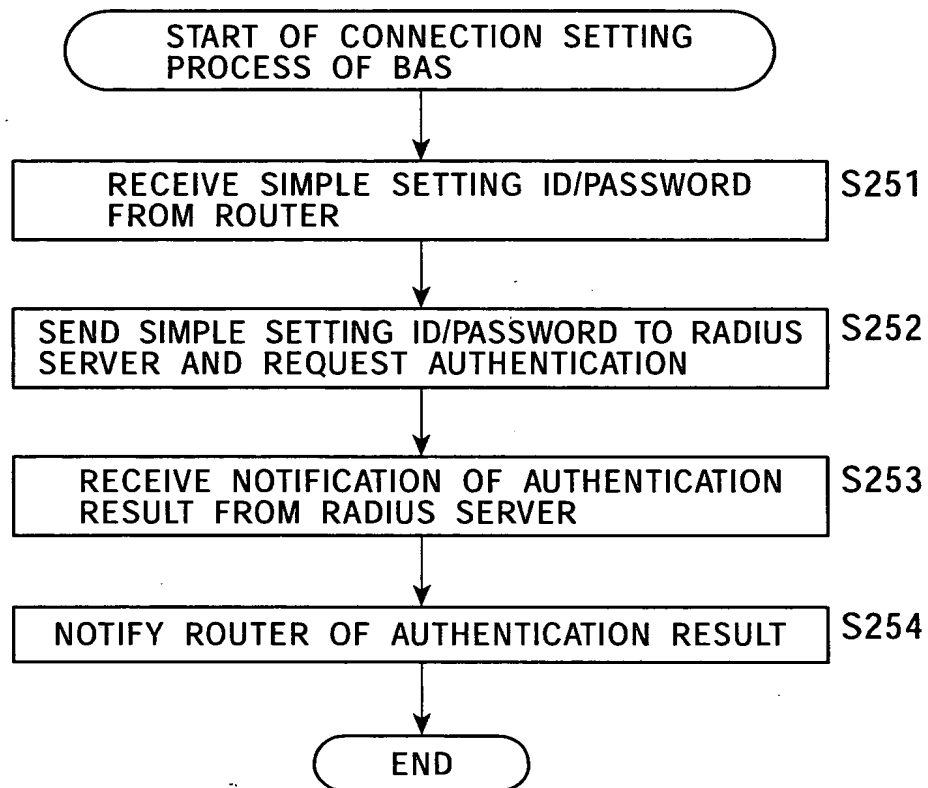 START OF CONNECTION SETTING
PROCESS OF BAS
RECEIVE SIMPLE SETTING ID/PASSWORD
FROM ROUTER
S251
SEND SIMPLE SETTING ID/PASSWORD TO RADIUS
SERVER AND REQUEST AUTHENTICATION
S252
RECEIVE NOTIFICATION OF AUTHENTICATION
RESULT FROM RADIUS SERVER
S253
NOTIFY ROUTER OF AUTHENTICATION RESULT
S254
END